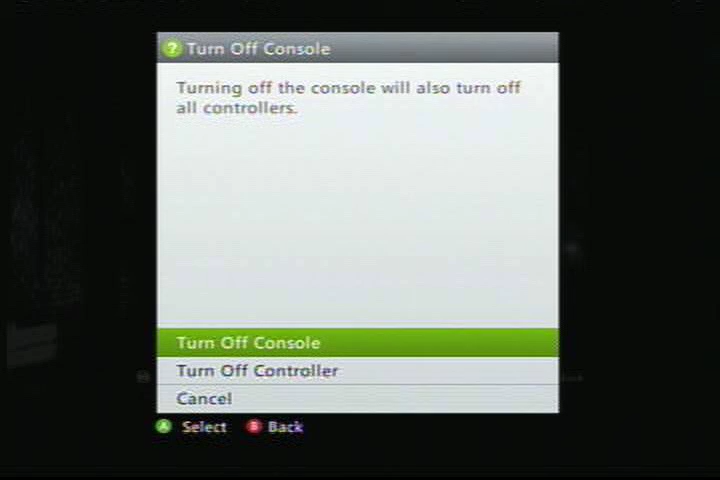 ? Turn Off Console
Turning off the console will also turn off
all controllers.
Turn Off Console
Turn Off Controller
Cancel
A Select B Back